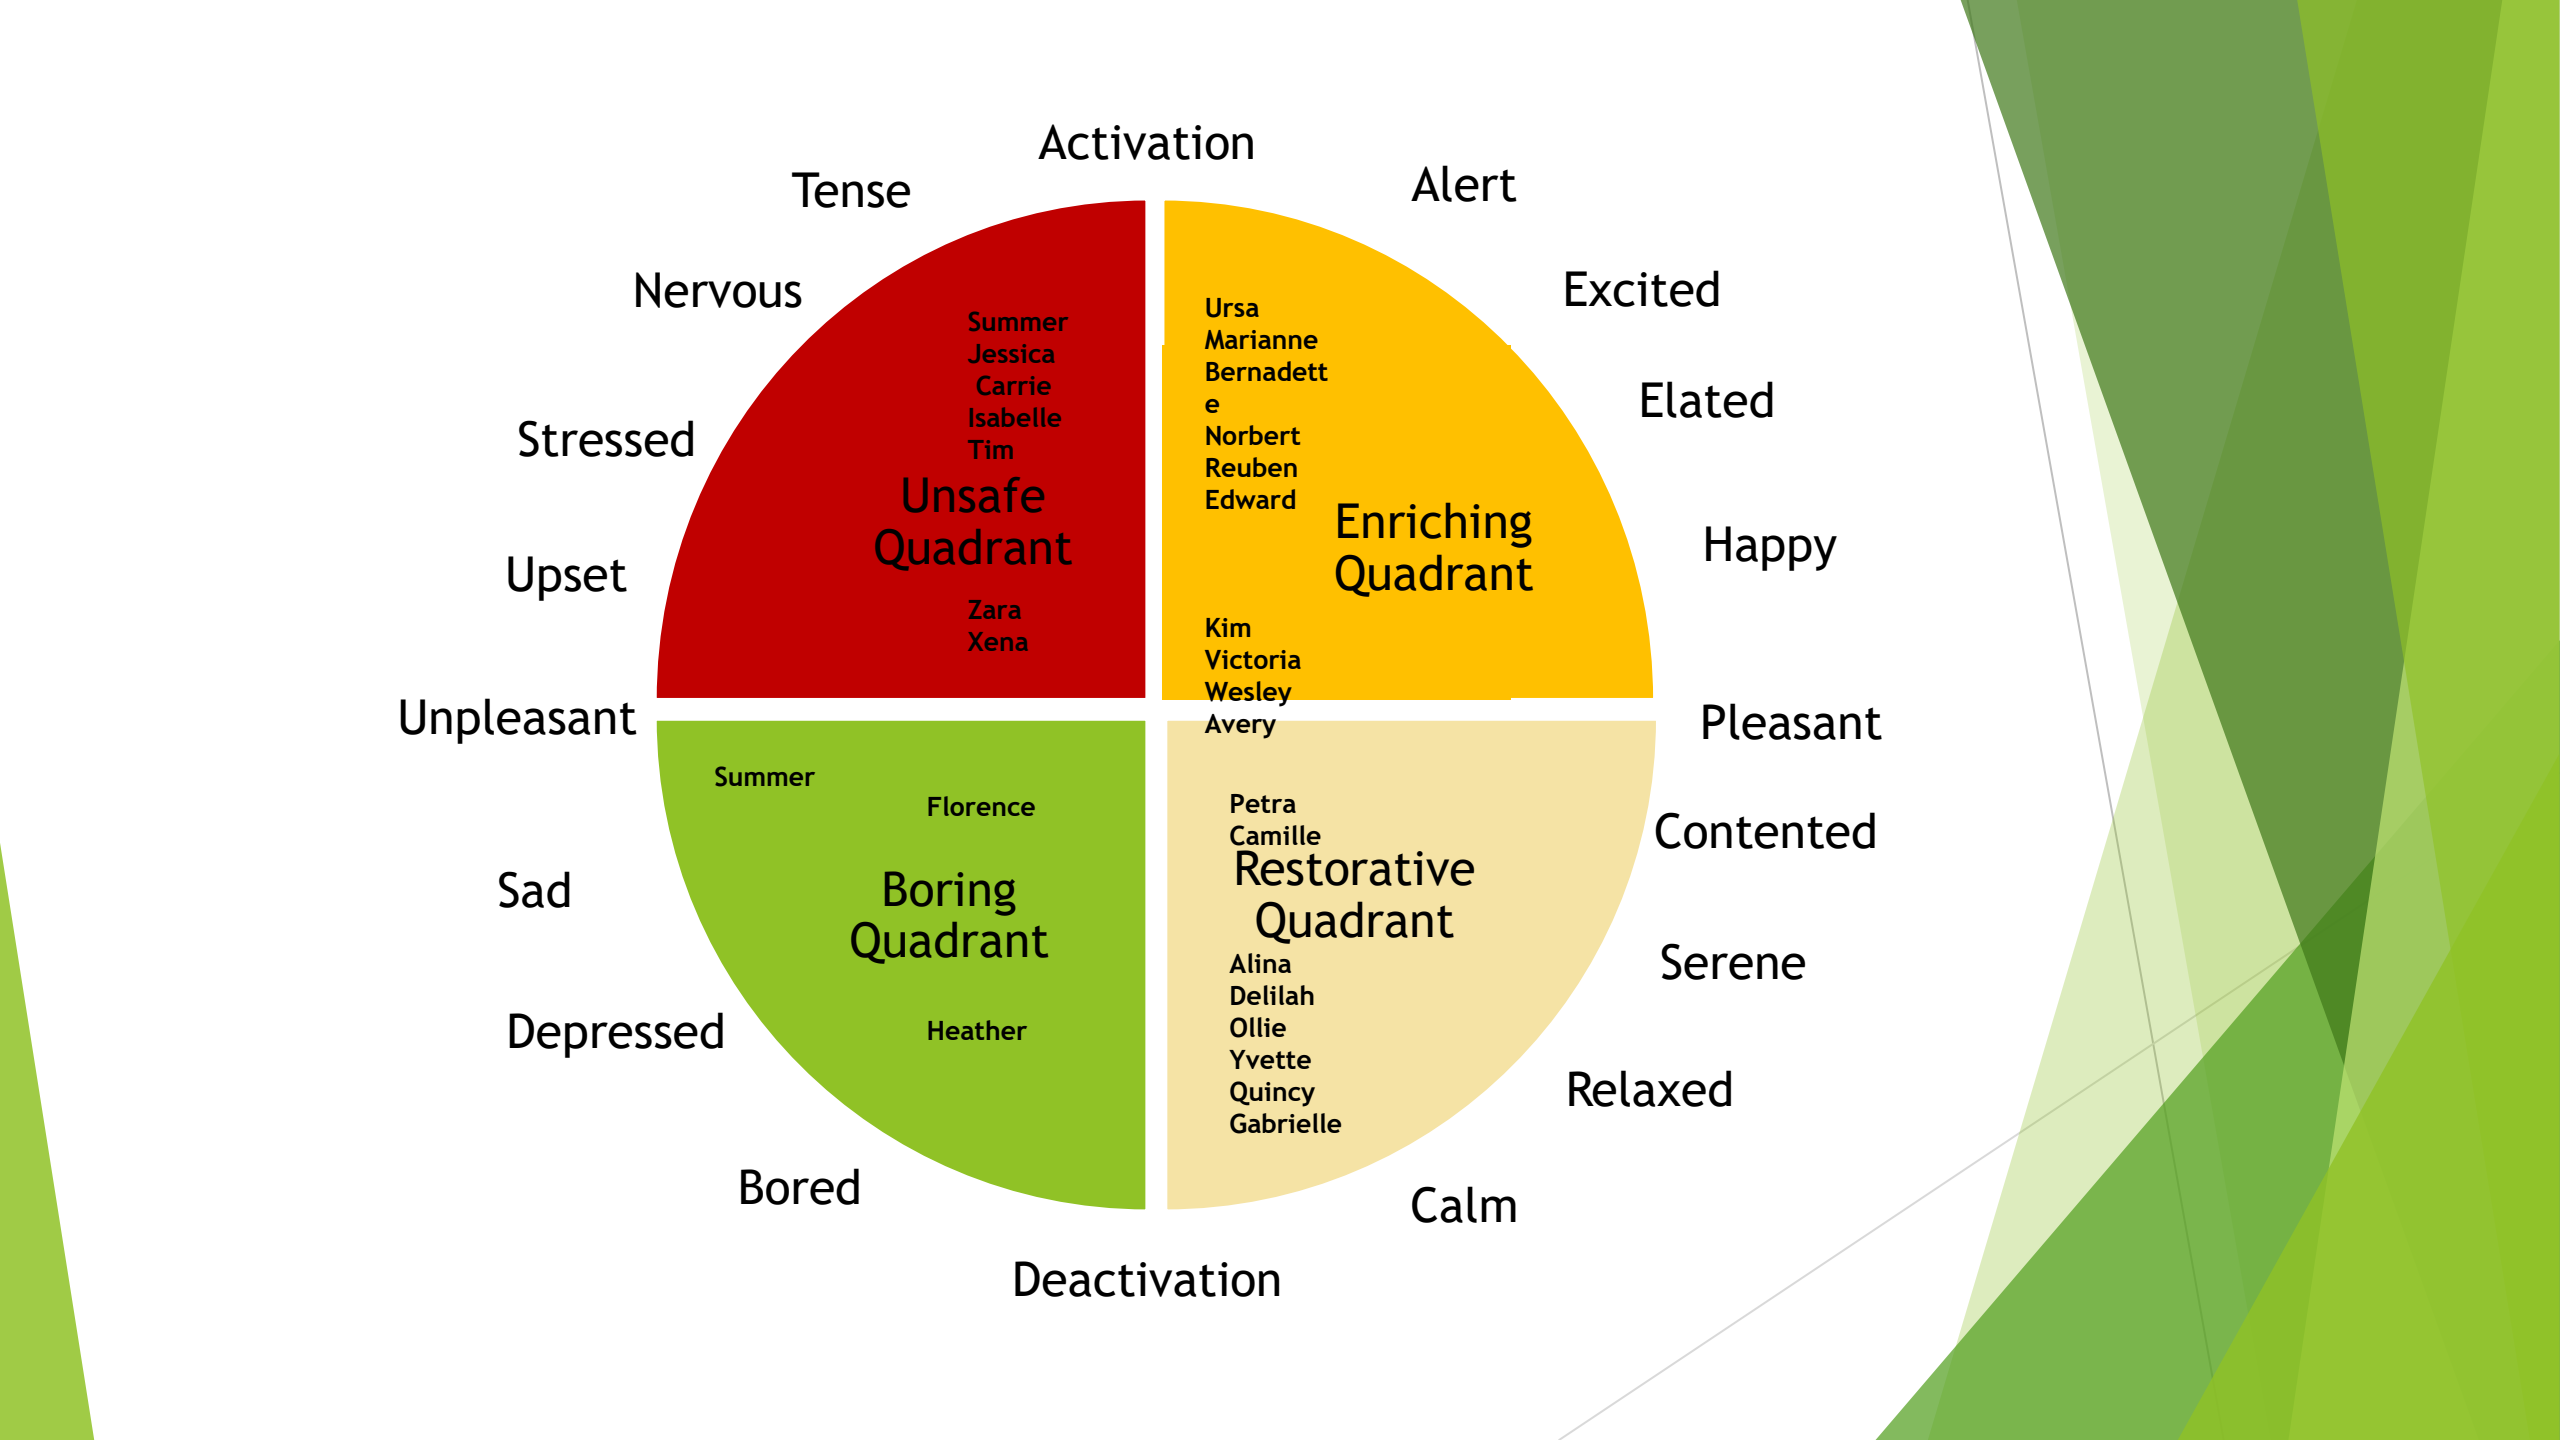 Activation
Tense
Alert
Nervous
Excited
Summer
Jessica
Carrie
Isabelle
Tim
Unsafe
Quadrant
Zara
Xena
Ursa
Marianne
Bernadett
e
Norbert
Reuben
Edward
Enriching
Quadrant
Kim
Victoria
Wesley
Avery
Elated
Stressed
Happy
Upset
Unpleasant
Pleasant
Summer
Florence
Boring
Quadrant
Heather
Petra
Camille
Restorative
Quadrant
Alina
Delilah
Ollie
Yvette
Quincy
Gabrielle
Contented
Sad
Serene
Depressed
Relaxed
Bored
Calm
Deactivation